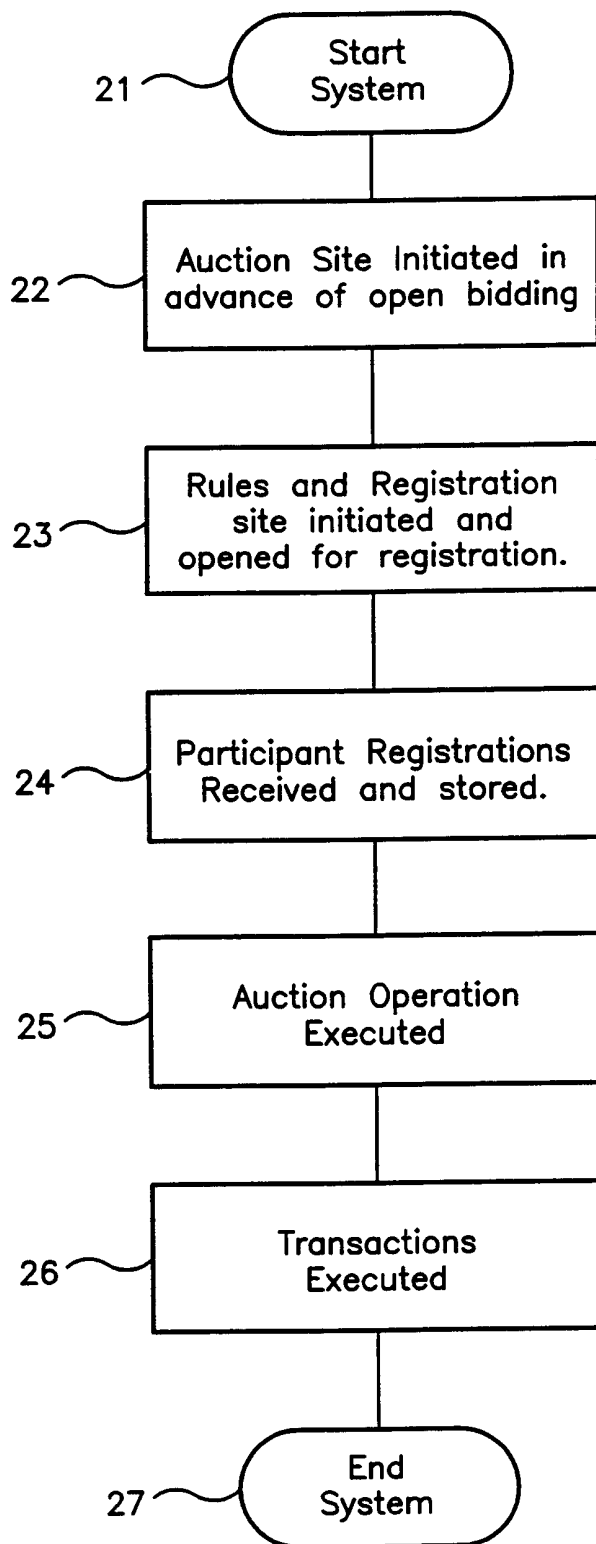 Start
System
21
Auction Site Initiated in
advance of open bidding
22
Rules and Registration
site initiated and
opened for registration.
23
Participant Registrations
Received and stored.
24
Auction Operation
Executed
25
Transactions
Executed
26
End
System
27